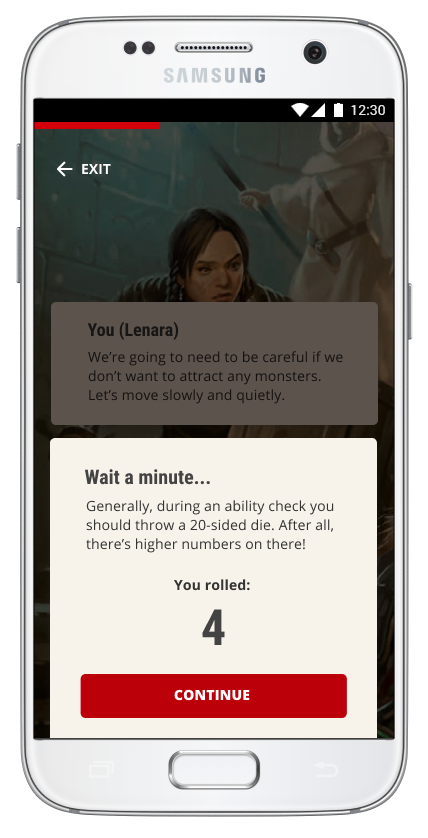 SAMSUNG
12:30
EXIT
You (Lenara)
We're going to need to be careful if we
don't want to attract any monsters.
Let's move slowly and quietly.
Wait a minute...
Generally, during an ability check you
should throw a 20-sided die. After all,
there's higher numbers on there!
You rolled:
4
CONTINUE